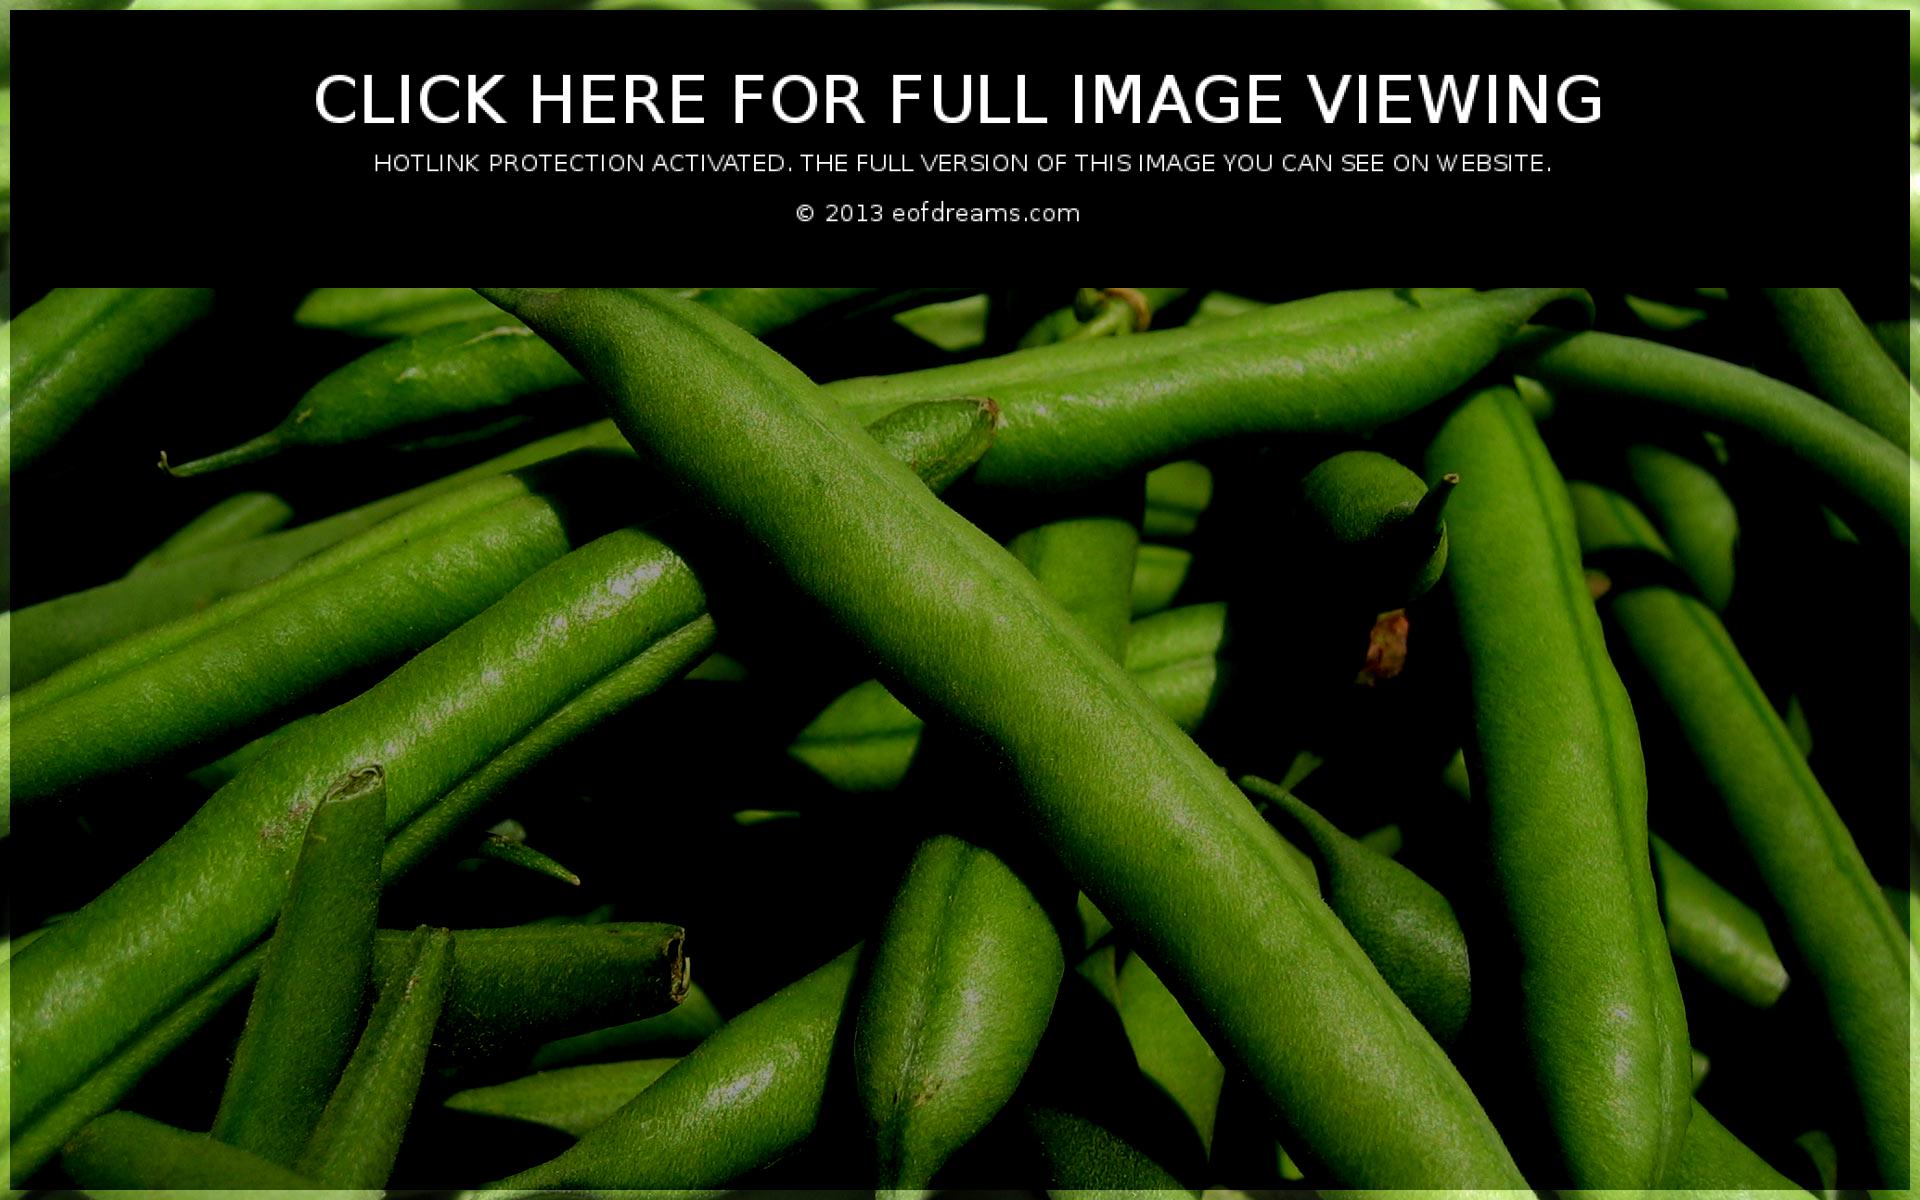 CLICK HERE FOR FULL IMAGE VIEWING
HOTLINK PROTECTION ACTIVATED. THE FULL VERSION OF THIS IMAGE YOU CAN SEE ON WEBSITE.
© 2013 eofdreams.com